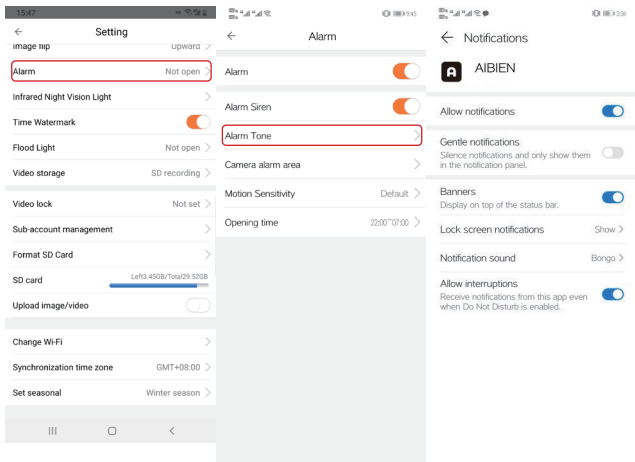 15:47
Setting
Image flip Upward
Alarm Not open
Infrared Night Vision Light
Time Watermark
Flood Light Not open
Video storage SD recording
Video lock Not set
Sub-account management
Format SD Card
SD card Left3.45GB/Total29.52GB
Upload image/video
Change Wi-Fi
Synchronization time zone GMT+08:00
Set seasonal Winter season
9:45
Alarm
Alarm
Alarm Siren
Alarm Tone
Camera alarm area
Motion Sensitivity Default
Opening time 22:00~07:00
3:36
Notifications
AIBIEN
Allow notifications
Gentle notifications
Silence notifications and only show them
in the notification panel.
Banners
Display on top of the status bar.
Lock screen notifications Show
Notification sound Bongo
Allow interruptions
Receive notifications from this app even
when Do Not Disturb is enabled.